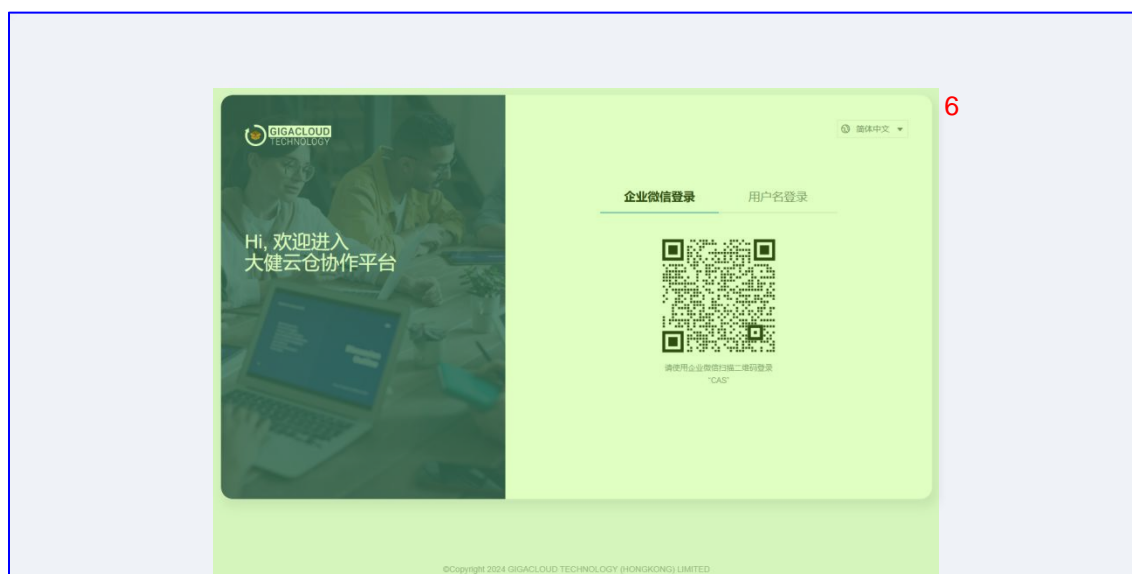 6
GIGACLOUD
TECHNOLOGY
简体中文
企业微信登录
用户名登录
Hi, 欢迎进入
大健云仓协作平台
请使用企业微信扫描二维码登录
"CAS"
©Copyright 2024 GIGACLOUD TECHNOLOGY (HONGKONG) LIMITED